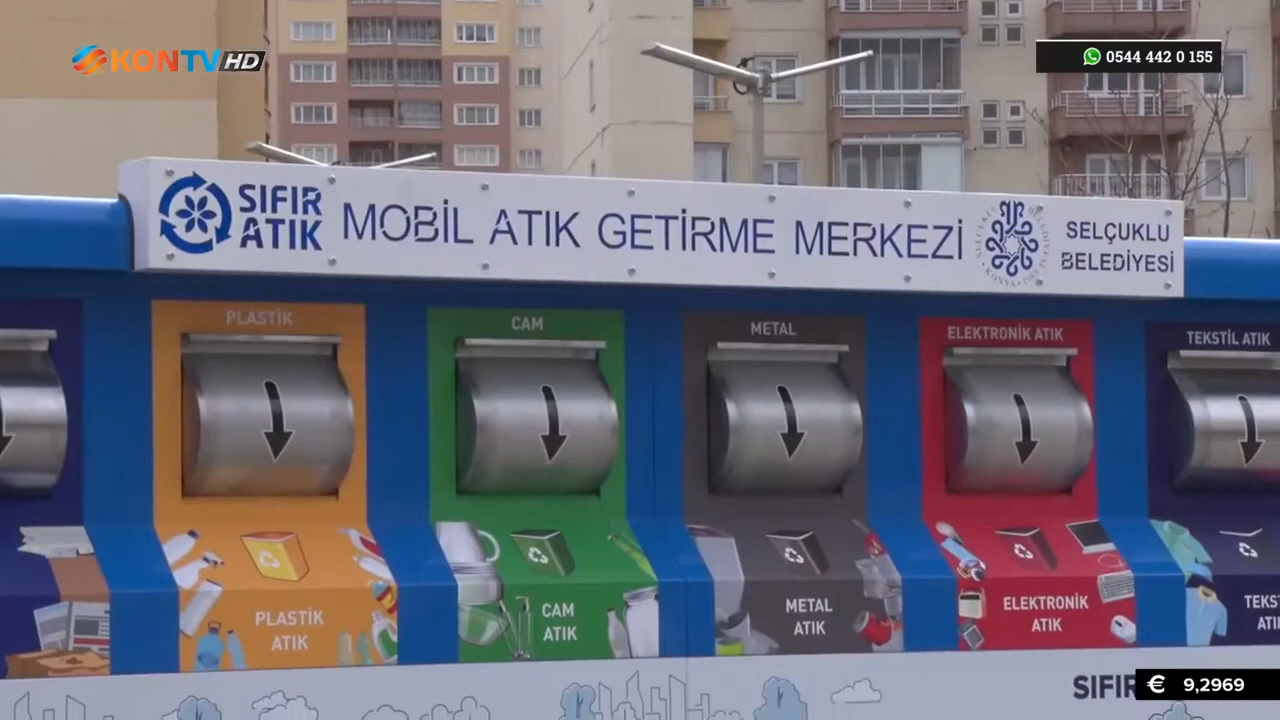 KONTV HD
0544 442 0 155
SIFIR
ATIK
MOBİL ATIK GETİRME MERKEZİ
SELÇUKLU
BELEDİYESİ
PLASTİK
CAM
METAL
ELEKTRONİK ATIK
TEKSTİL ATIK
PLASTİK
ATIK
CAM
ATIK
METAL
ATIK
ELEKTRONİK
ATIK
SIFIR
€ 9,2969